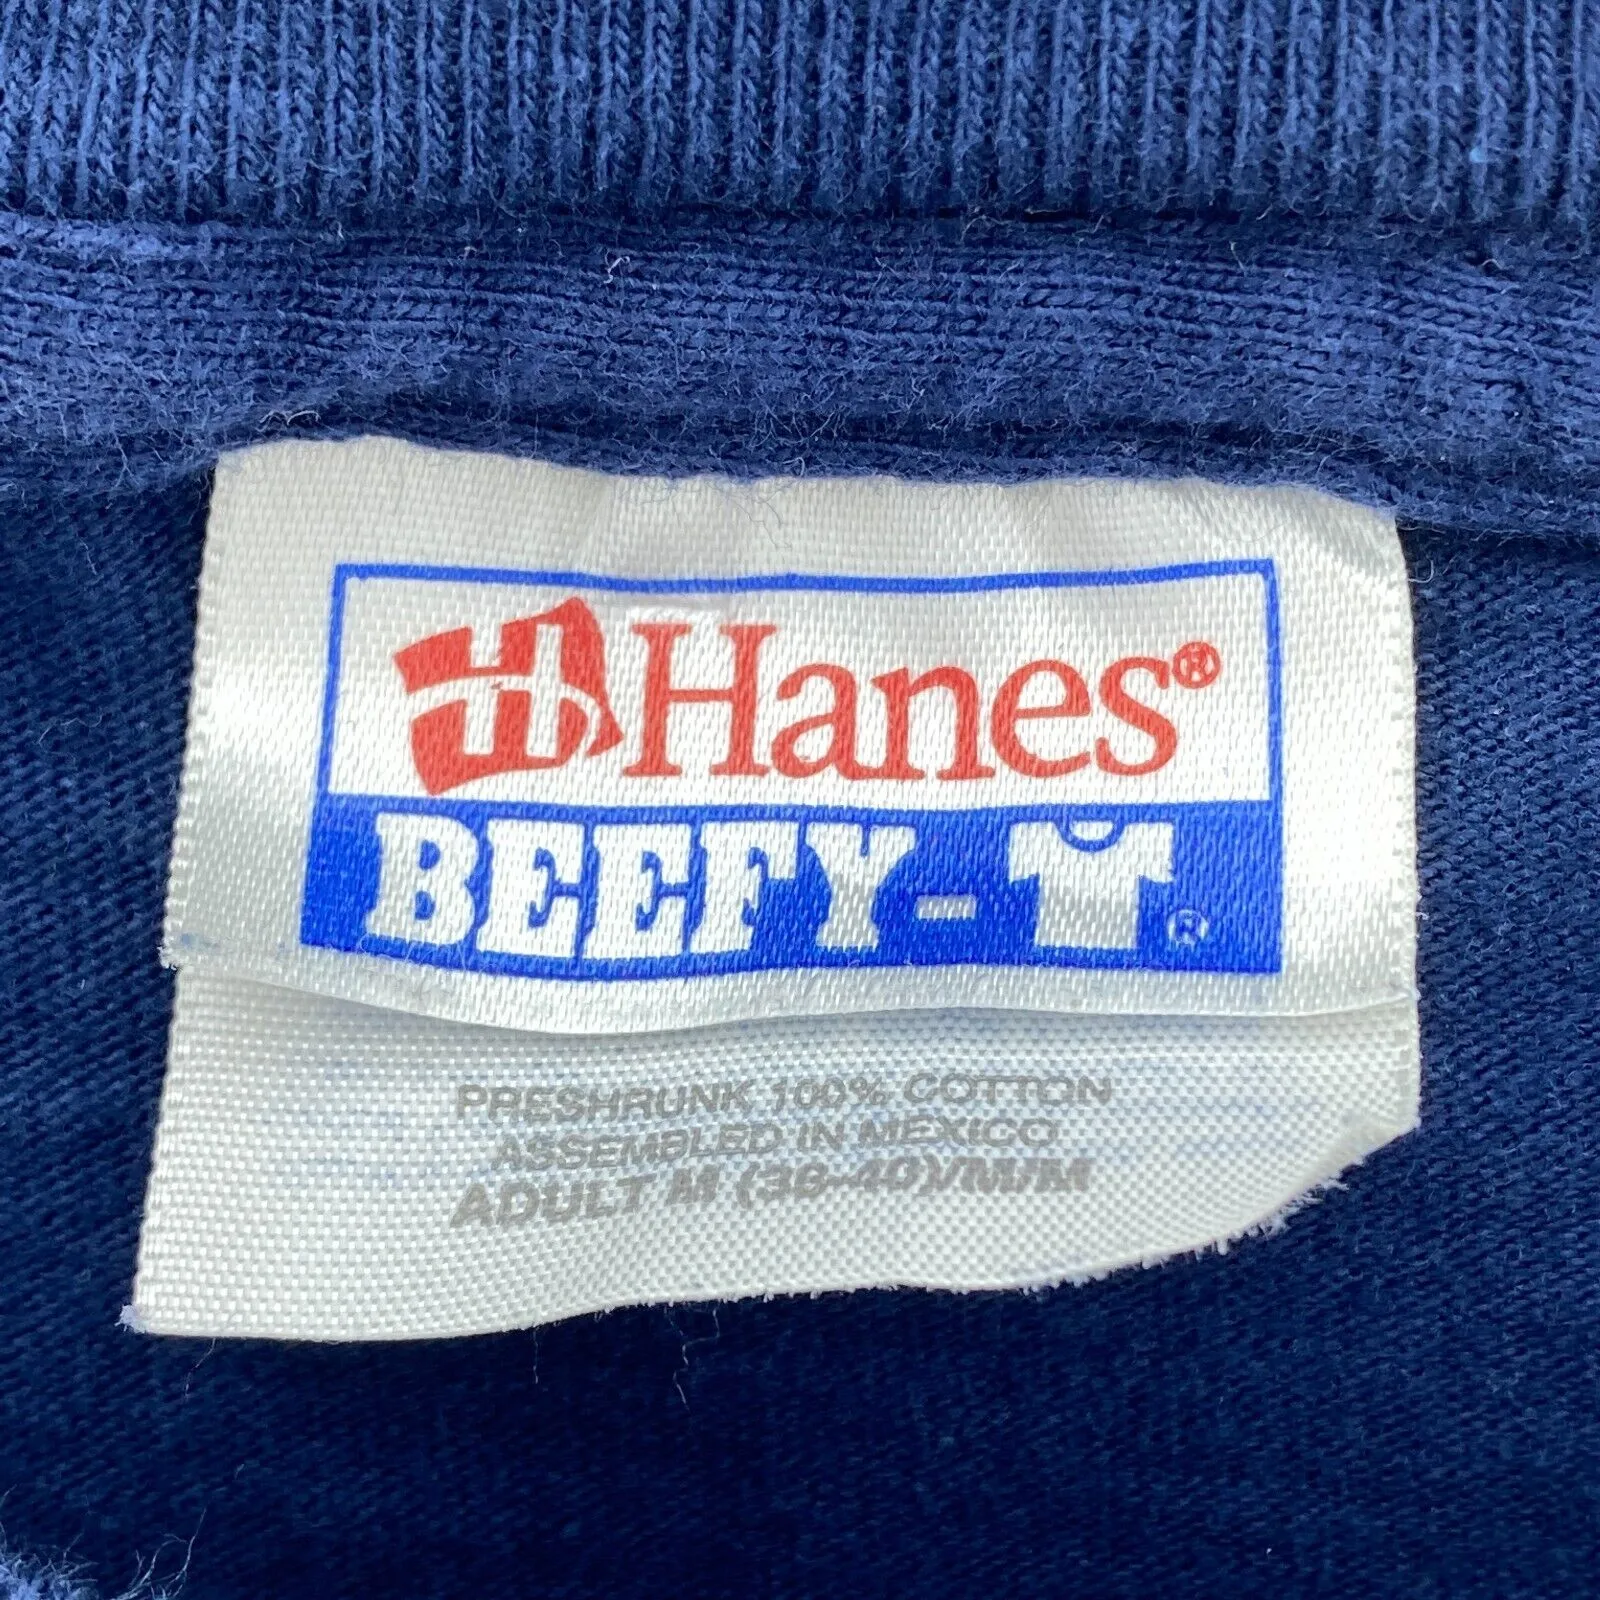 H Hanes®
BEEFY-T®
PRESHRUNK 100% COTTON
ASSEMBLED IN MEXICO
ADULT M (38-40)/M/M